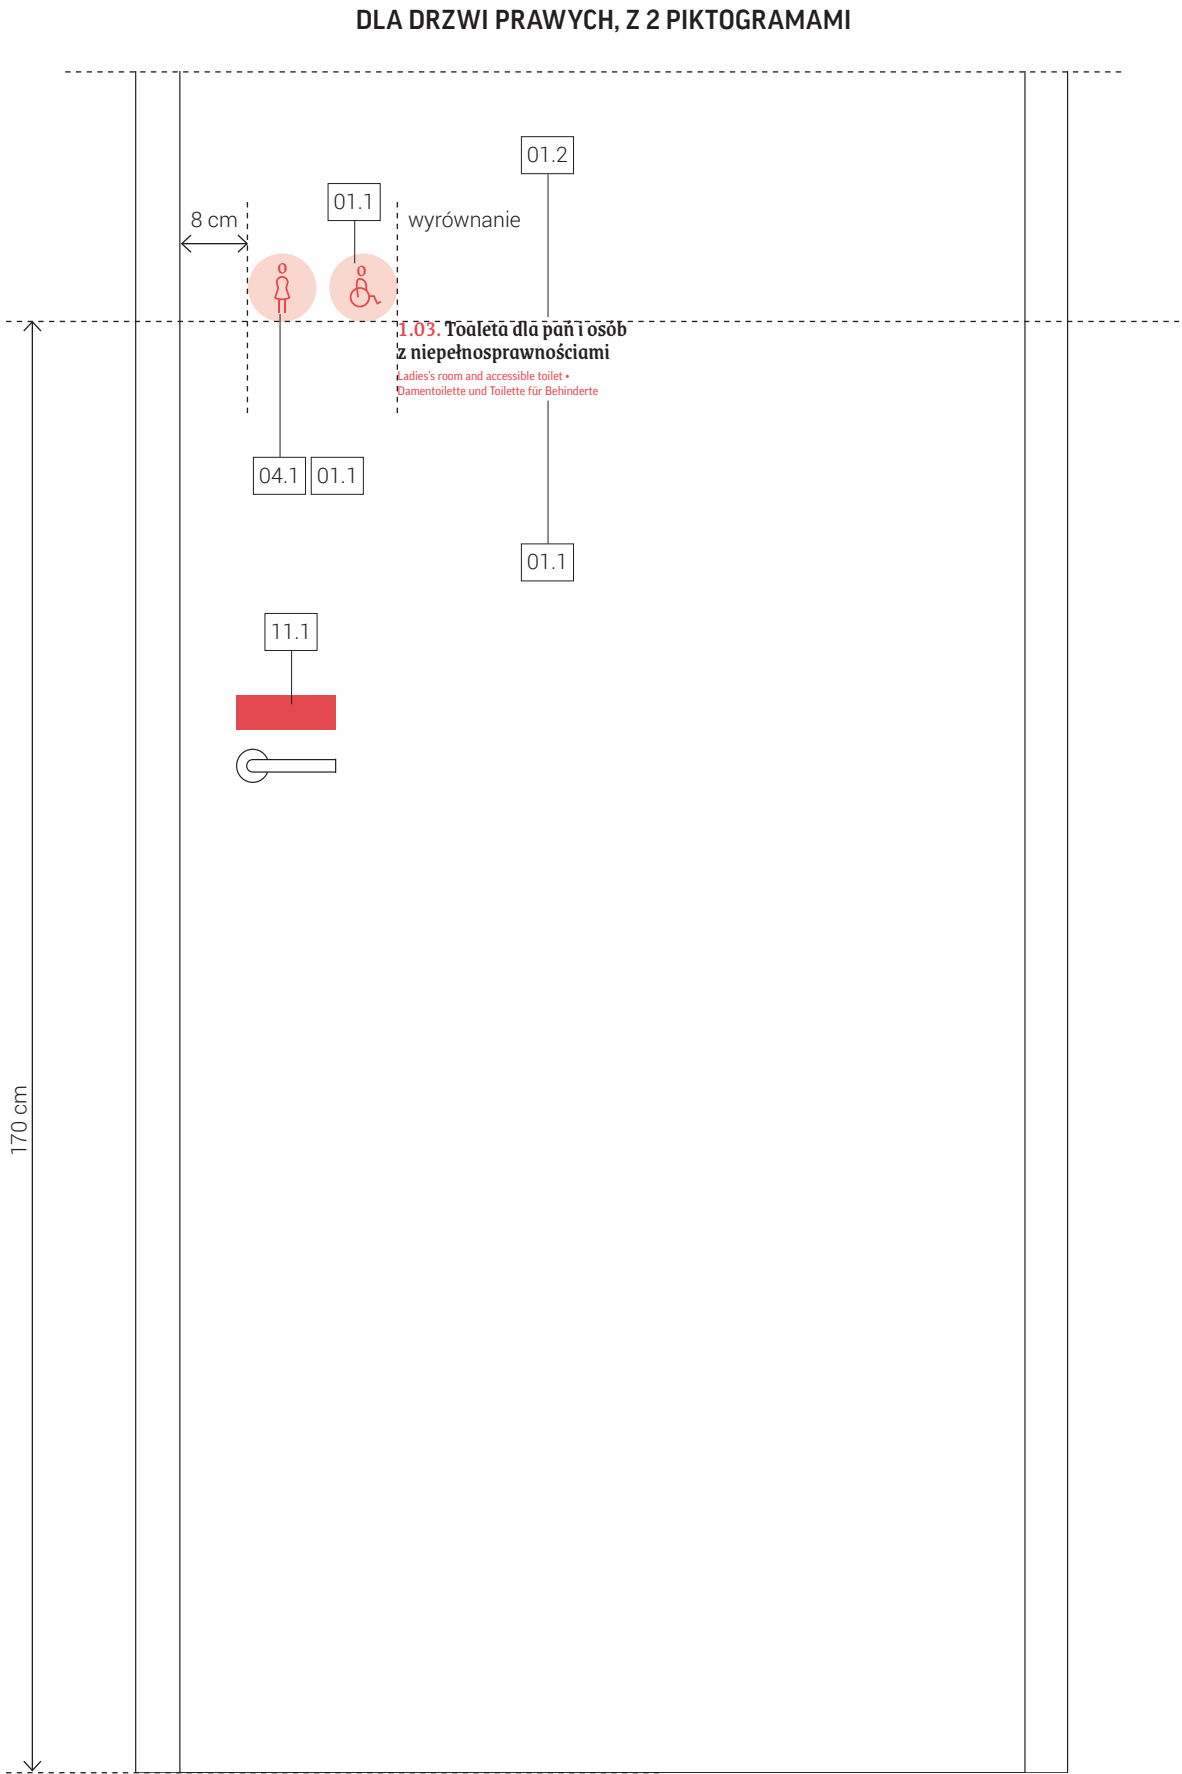 DLA DRZWI PRAWYCH, Z 2 PIKTOGRAMAMI
01.2
01.1
8 cm
wyrównanie
1.03. Toaleta dla pań i osób
z niepełnosprawnościami
Ladies's room and accessible toilet •
Damentoilette und Toilette für Behinderte
04.1
01.1
01.1
11.1
170 cm